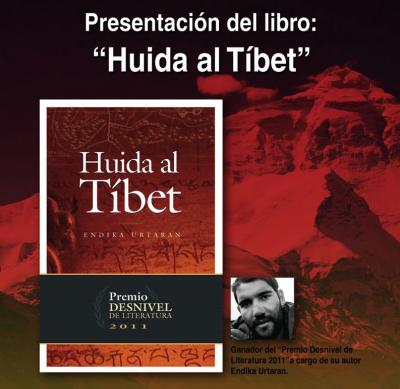 Presentación del libro:
“Huida al Tíbet”
Huida al
Tíbet
ENDIKA URTARAN
Premio
DESNIVEL
DE LITERATURA
2011
Ganador del “Premio Desnivel de
Literatura 2011”a cargo de su autor
Endika Urtaran.